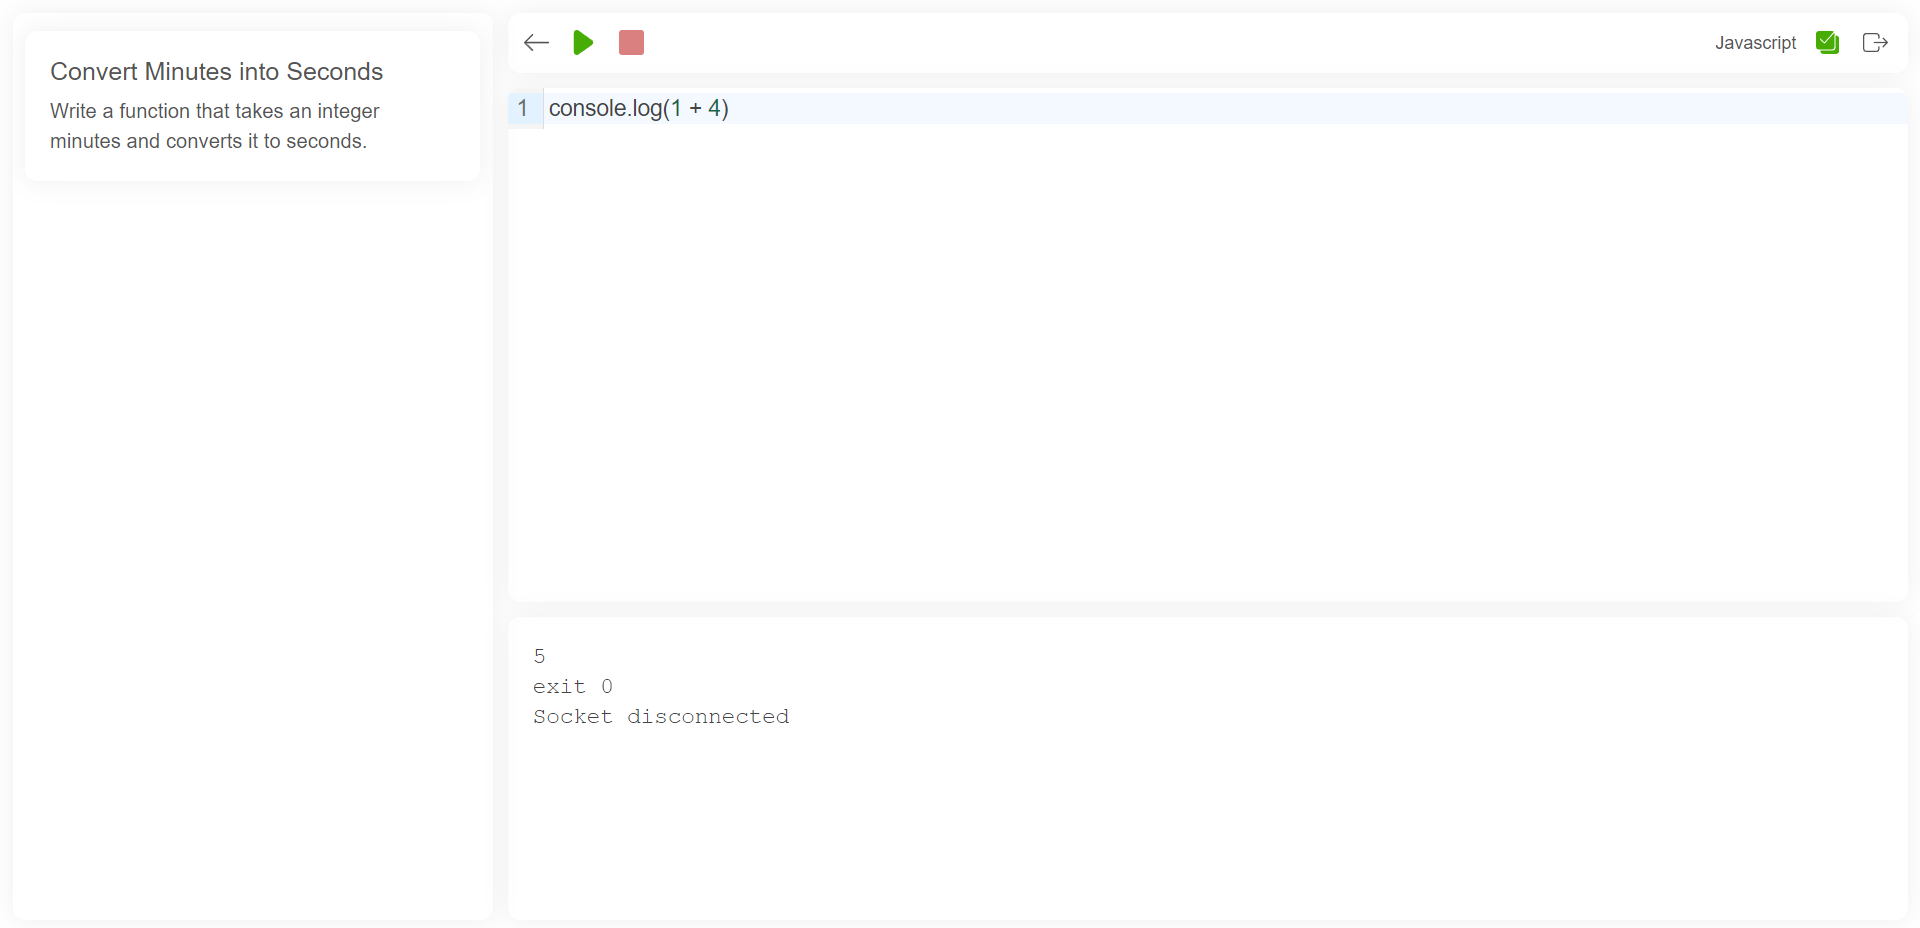 Convert Minutes into Seconds
Write a function that takes an integer
minutes and converts it to seconds.
Javascript
1 console.log(1 + 4)
5
exit 0
Socket disconnected